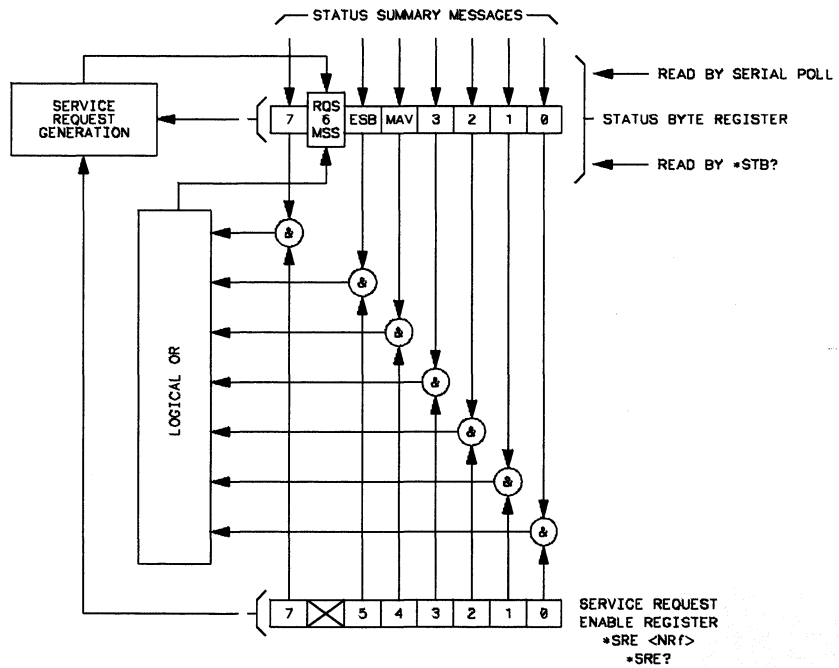 STATUS SUMMARY MESSAGES
READ BY SERIAL POLL
SERVICE
REQUEST
GENERATION
7
RQS
6
MSS
ESB
MAV
3
2
1
0
STATUS BYTE REGISTER
READ BY *STB?
&
&
&
&
&
&
&
LOGICAL OR
7
5
4
3
2
1
0
SERVICE REQUEST
ENABLE REGISTER
*SRE <NRf>
*SRE?